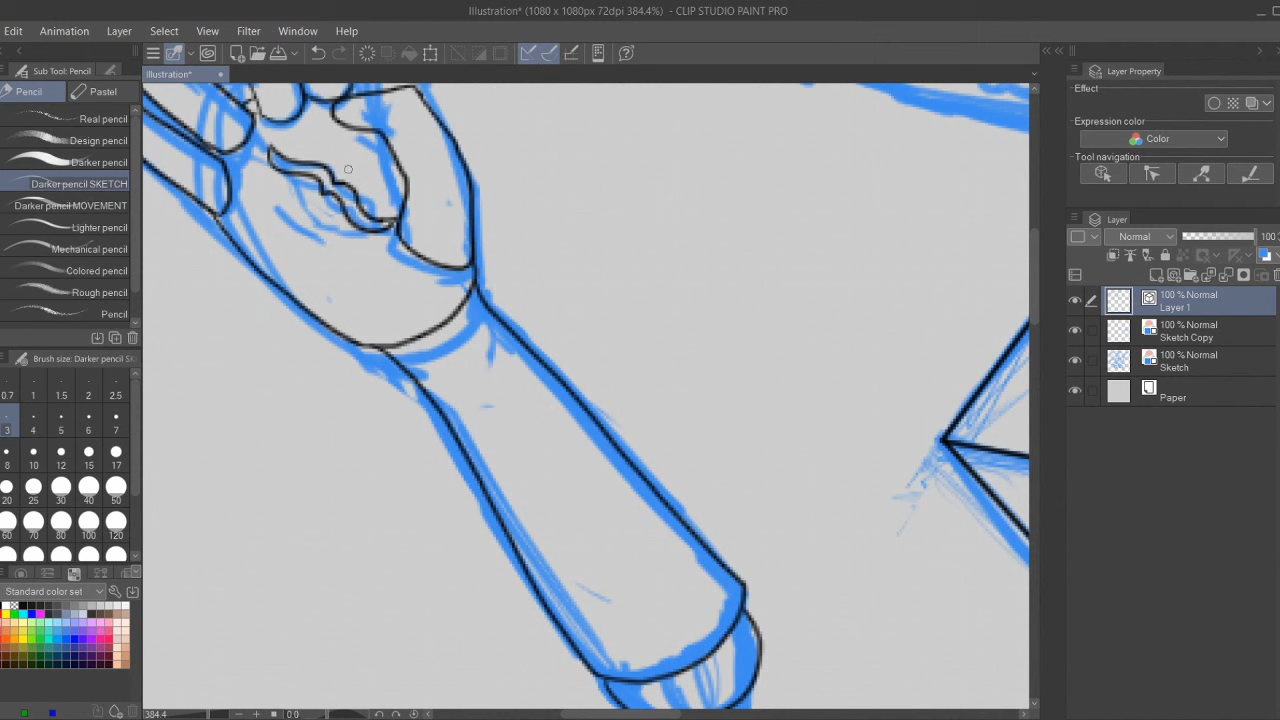 Illustration* (1080 x 1080px 72dpi 384.4%) - CLIP STUDIO PAINT PRO
Edit Animation Layer Select View Filter Window Help
Sub Tool: Pencil
Illustration*
Pencil Pastel
Real pencil
Design pencil
Darker pencil
Darker pencil SKETCH
Darker pencil MOVEMENT
Lighter pencil
Mechanical pencil
Colored pencil
Rough pencil
Pencil
Brush size: Darker pencil SK
0.7 1 1.5 2 2.5
3 4 5 6 7
8 10 12 15 17
20 25 30 40 50
60 70 80 100 120
Standard color set
384.4
0.0
Layer Property
Effect
Expression color
Color
Tool navigation
Layer
Normal 100
100 % Normal
Layer 1
100 % Normal
Sketch Copy
100 % Normal
Sketch
Paper